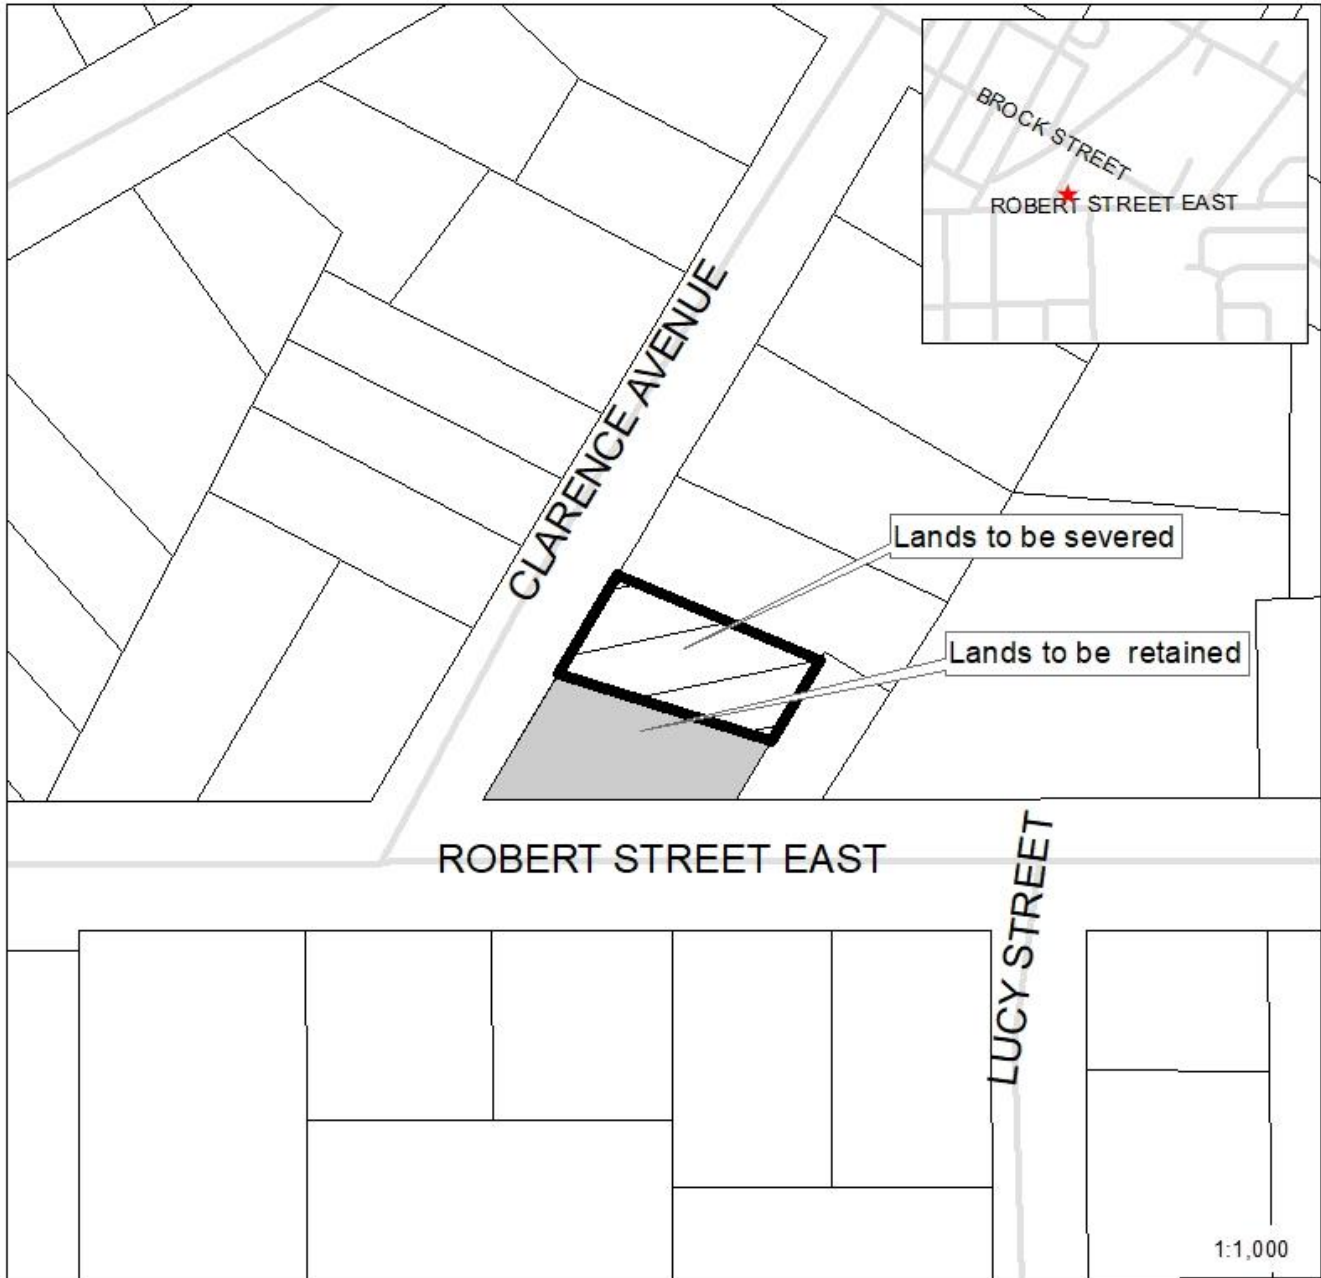 BROCK STREET
ROBERT STREET EAST
CLARENCE AVENUE
Lands to be severed
Lands to be retained
ROBERT STREET EAST
LUCY STREET
1:1,000